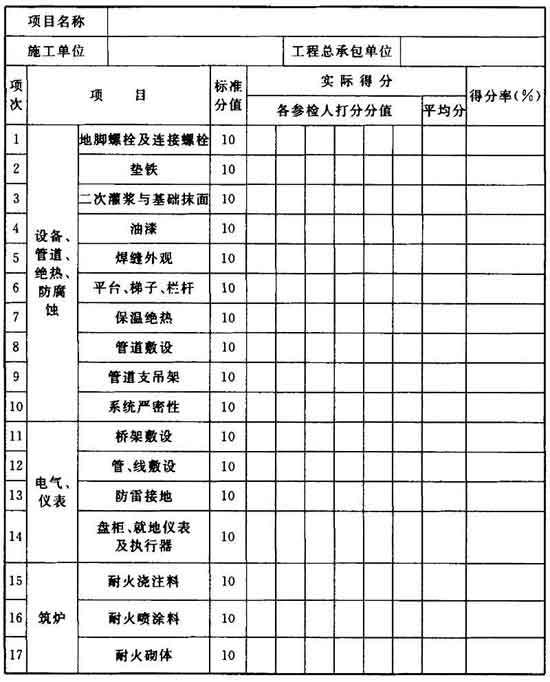 项目名称
施工单位 工程总承包单位
项次 项目 标准分值 实际得分 得分率(%)
各参检人打分分值 平均分
设备、管道、绝热、防腐蚀
1 地脚螺栓及连接螺栓 10
2 垫铁 10
3 二次灌浆与基础抹面 10
4 油漆 10
5 焊缝外观 10
6 平台、梯子、栏杆 10
7 保温绝热 10
8 管道敷设 10
9 管道支吊架 10
10 系统严密性 10
电气、仪表
11 桥架敷设 10
12 管、线敷设 10
13 防雷接地 10
14 盘柜、就地仪表及执行器 10
筑炉
15 耐火浇注料 10
16 耐火喷涂料 10
17 耐火砌体 10